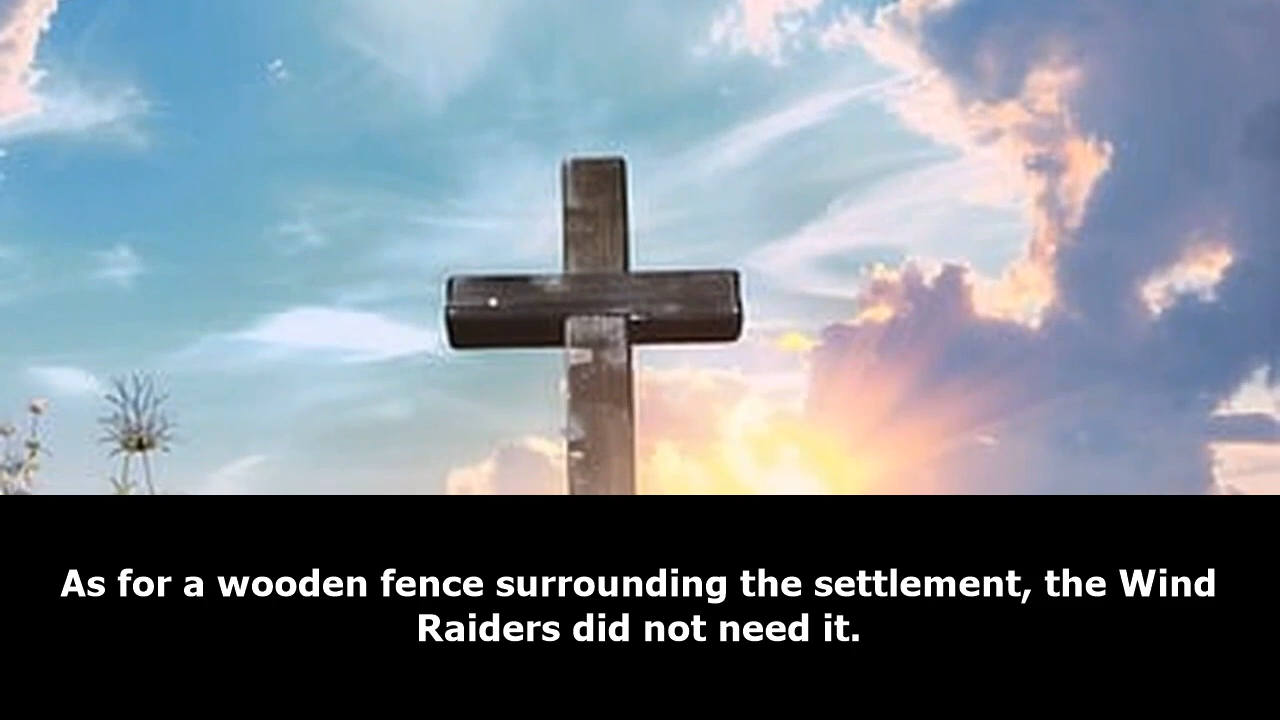 As for a wooden fence surrounding the settlement, the Wind
Raiders did not need it.